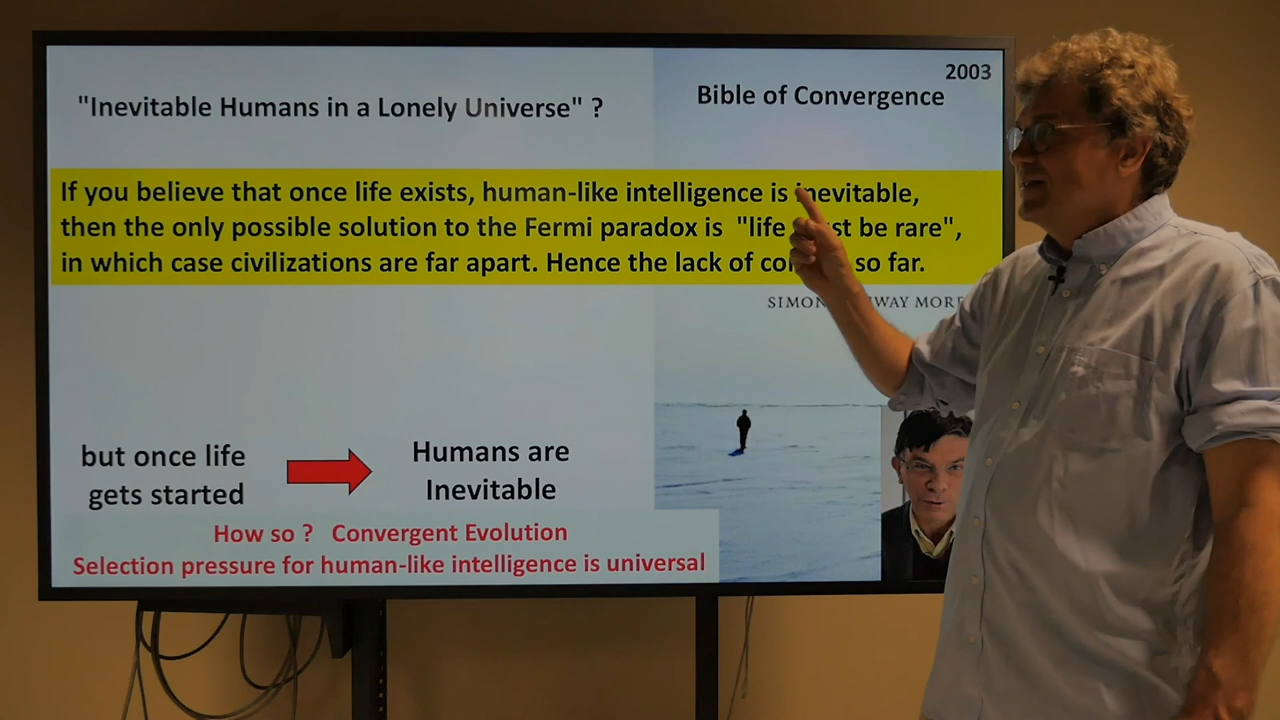 2003
"Inevitable Humans in a Lonely Universe" ?
Bible of Convergence
If you believe that once life exists, human-like intelligence is inevitable,
then the only possible solution to the Fermi paradox is "life be rare",
in which case civilizations are far apart. Hence the lack of so far.
SIMON
but once life
gets started
Humans are
Inevitable
How so ? Convergent Evolution
Selection pressure for human-like intelligence is universal